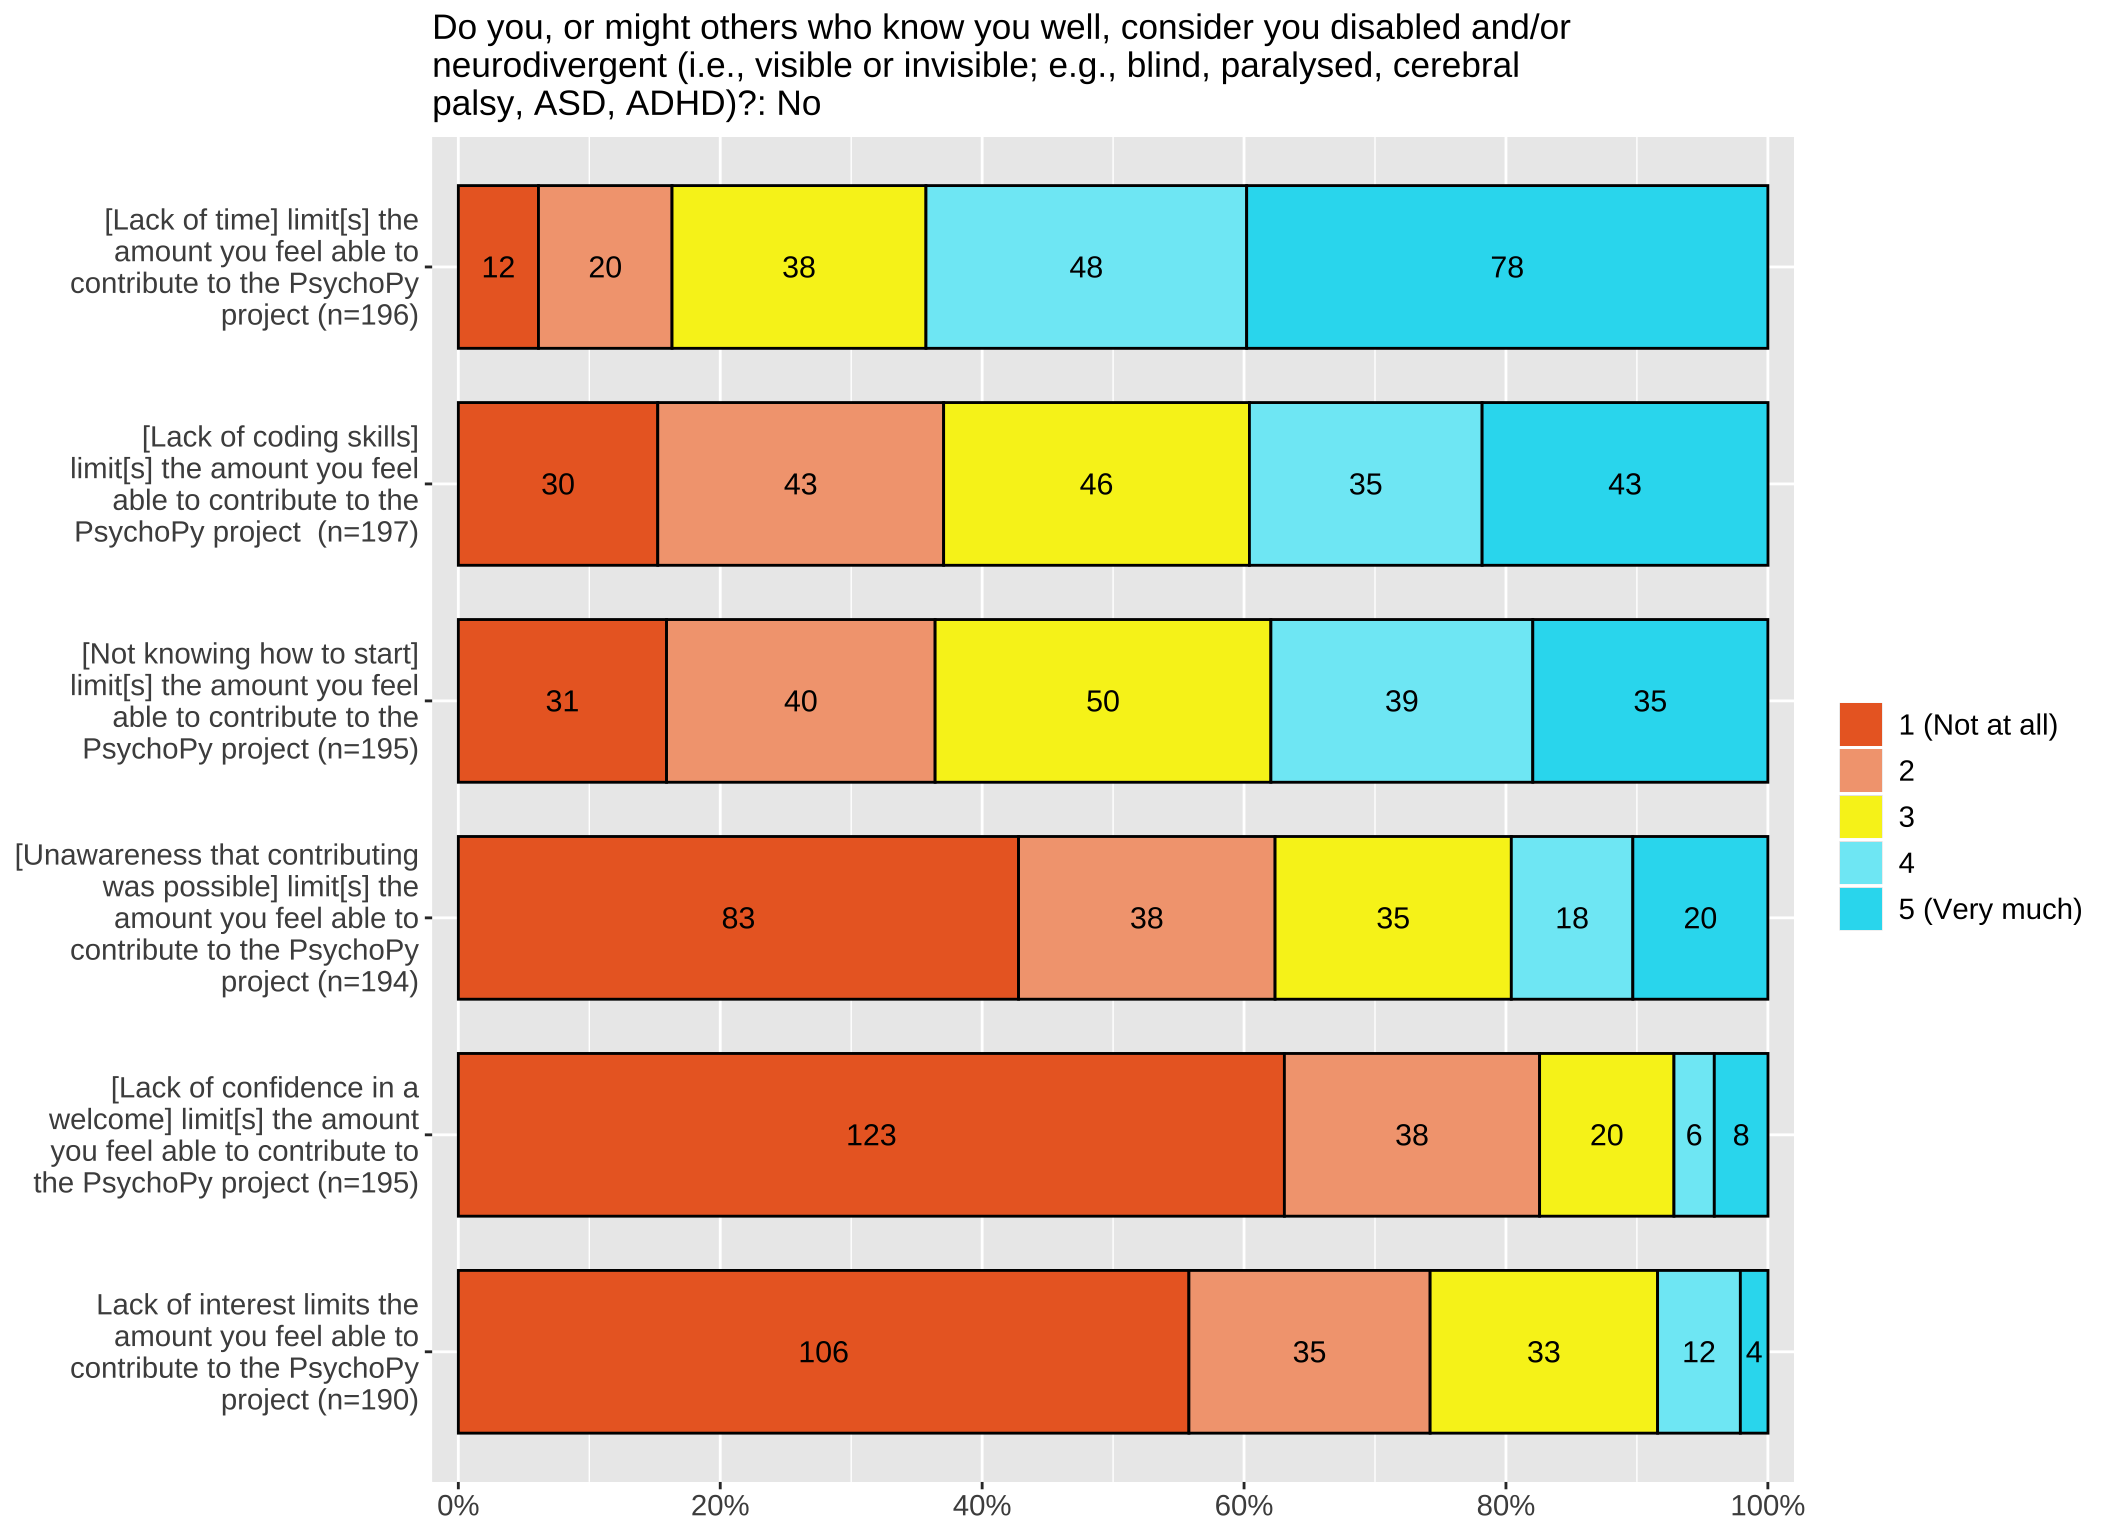 Do you, or might others who know you well, consider you disabled and/or
neurodivergent (i.e., visible or invisible; e.g., blind, paralysed, cerebral
palsy, ASD, ADHD)?: No
[Lack of time] limit[s] the
amount you feel able to
contribute to the PsychoPy
project (n=196)
12 20 38 48 78
[Lack of coding skills]
limit[s] the amount you feel
able to contribute to the
PsychoPy project  (n=197)
30 43 46 35 43
[Not knowing how to start]
limit[s] the amount you feel
able to contribute to the
PsychoPy project (n=195)
31 40 50 39 35
[Unawareness that contributing
was possible] limit[s] the
amount you feel able to
contribute to the PsychoPy
project (n=194)
83 38 35 18 20
[Lack of confidence in a
welcome] limit[s] the amount
you feel able to contribute to
the PsychoPy project (n=195)
123 38 20 6 8
Lack of interest limits the
amount you feel able to
contribute to the PsychoPy
project (n=190)
106 35 33 12 4
0% 20% 40% 60% 80% 100%
1 (Not at all)
2
3
4
5 (Very much)